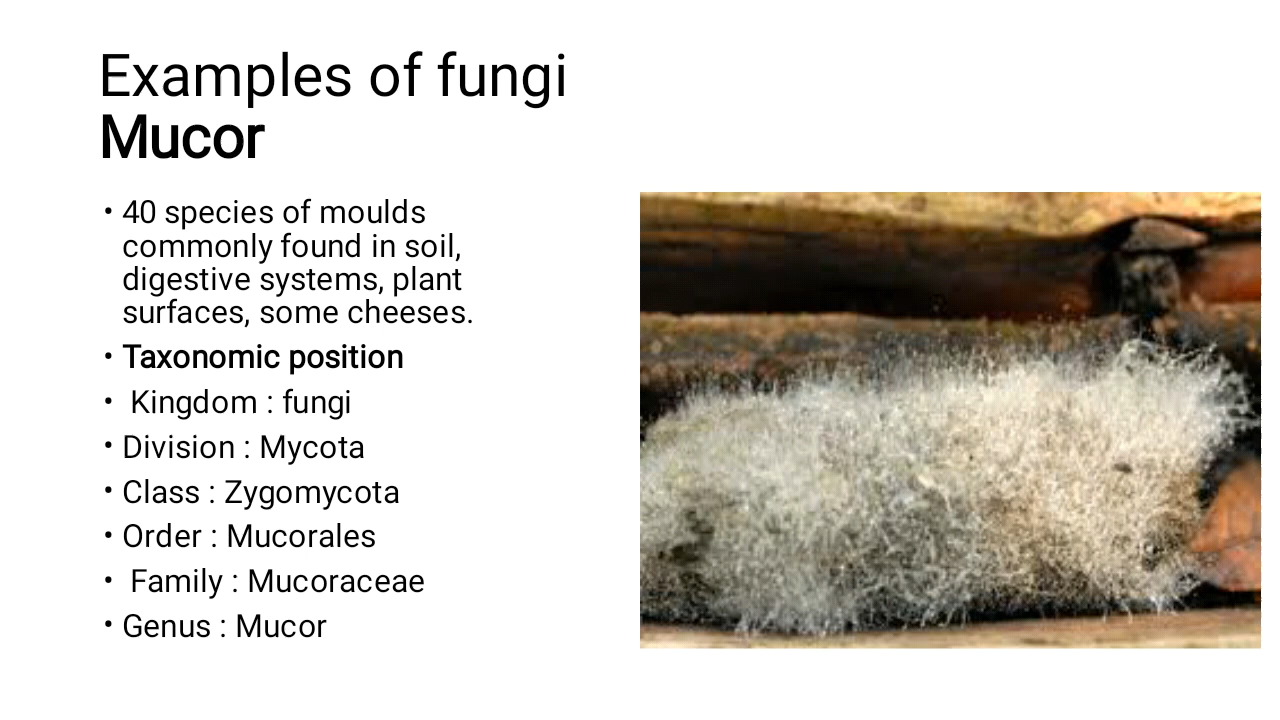 Examples of fungi
Mucor
• 40 species of moulds
commonly found in soil,
digestive systems, plant
surfaces, some cheeses.
• Taxonomic position
• Kingdom : fungi
• Division : Mycota
• Class : Zygomycota
• Order : Mucorales
• Family : Mucoraceae
• Genus : Mucor